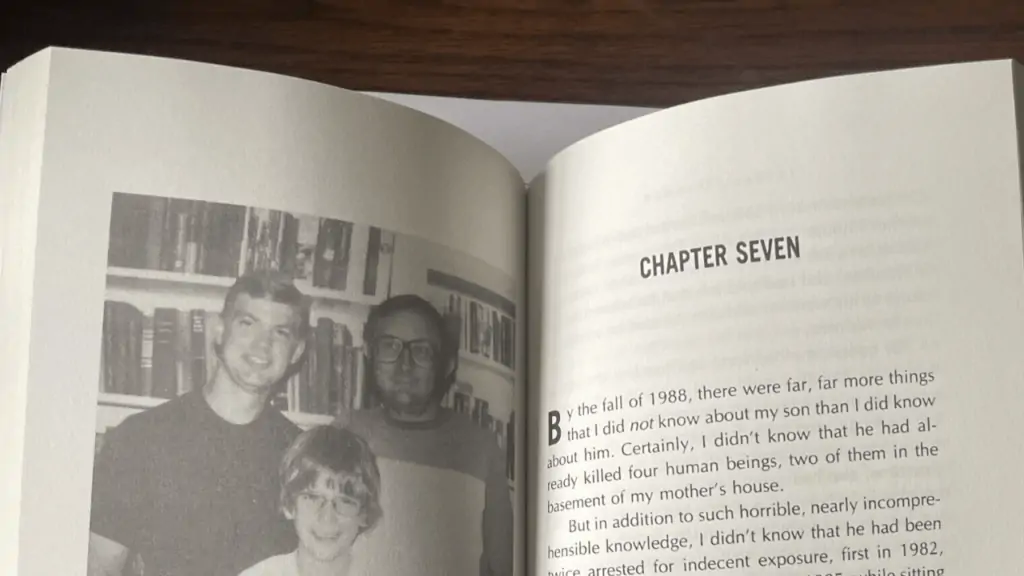 CHAPTER SEVEN
By the fall of 1988, there were far, far more things
that I did not know about my son than I did know
about him. Certainly, I didn't know that he had al-
ready killed four human beings, two of them in the
basement of my mother's house.
But in addition to such horrible, nearly incompre-
hensible knowledge, I didn't know that he had been
twice arrested for indecent exposure, first in 1982,
while sitting